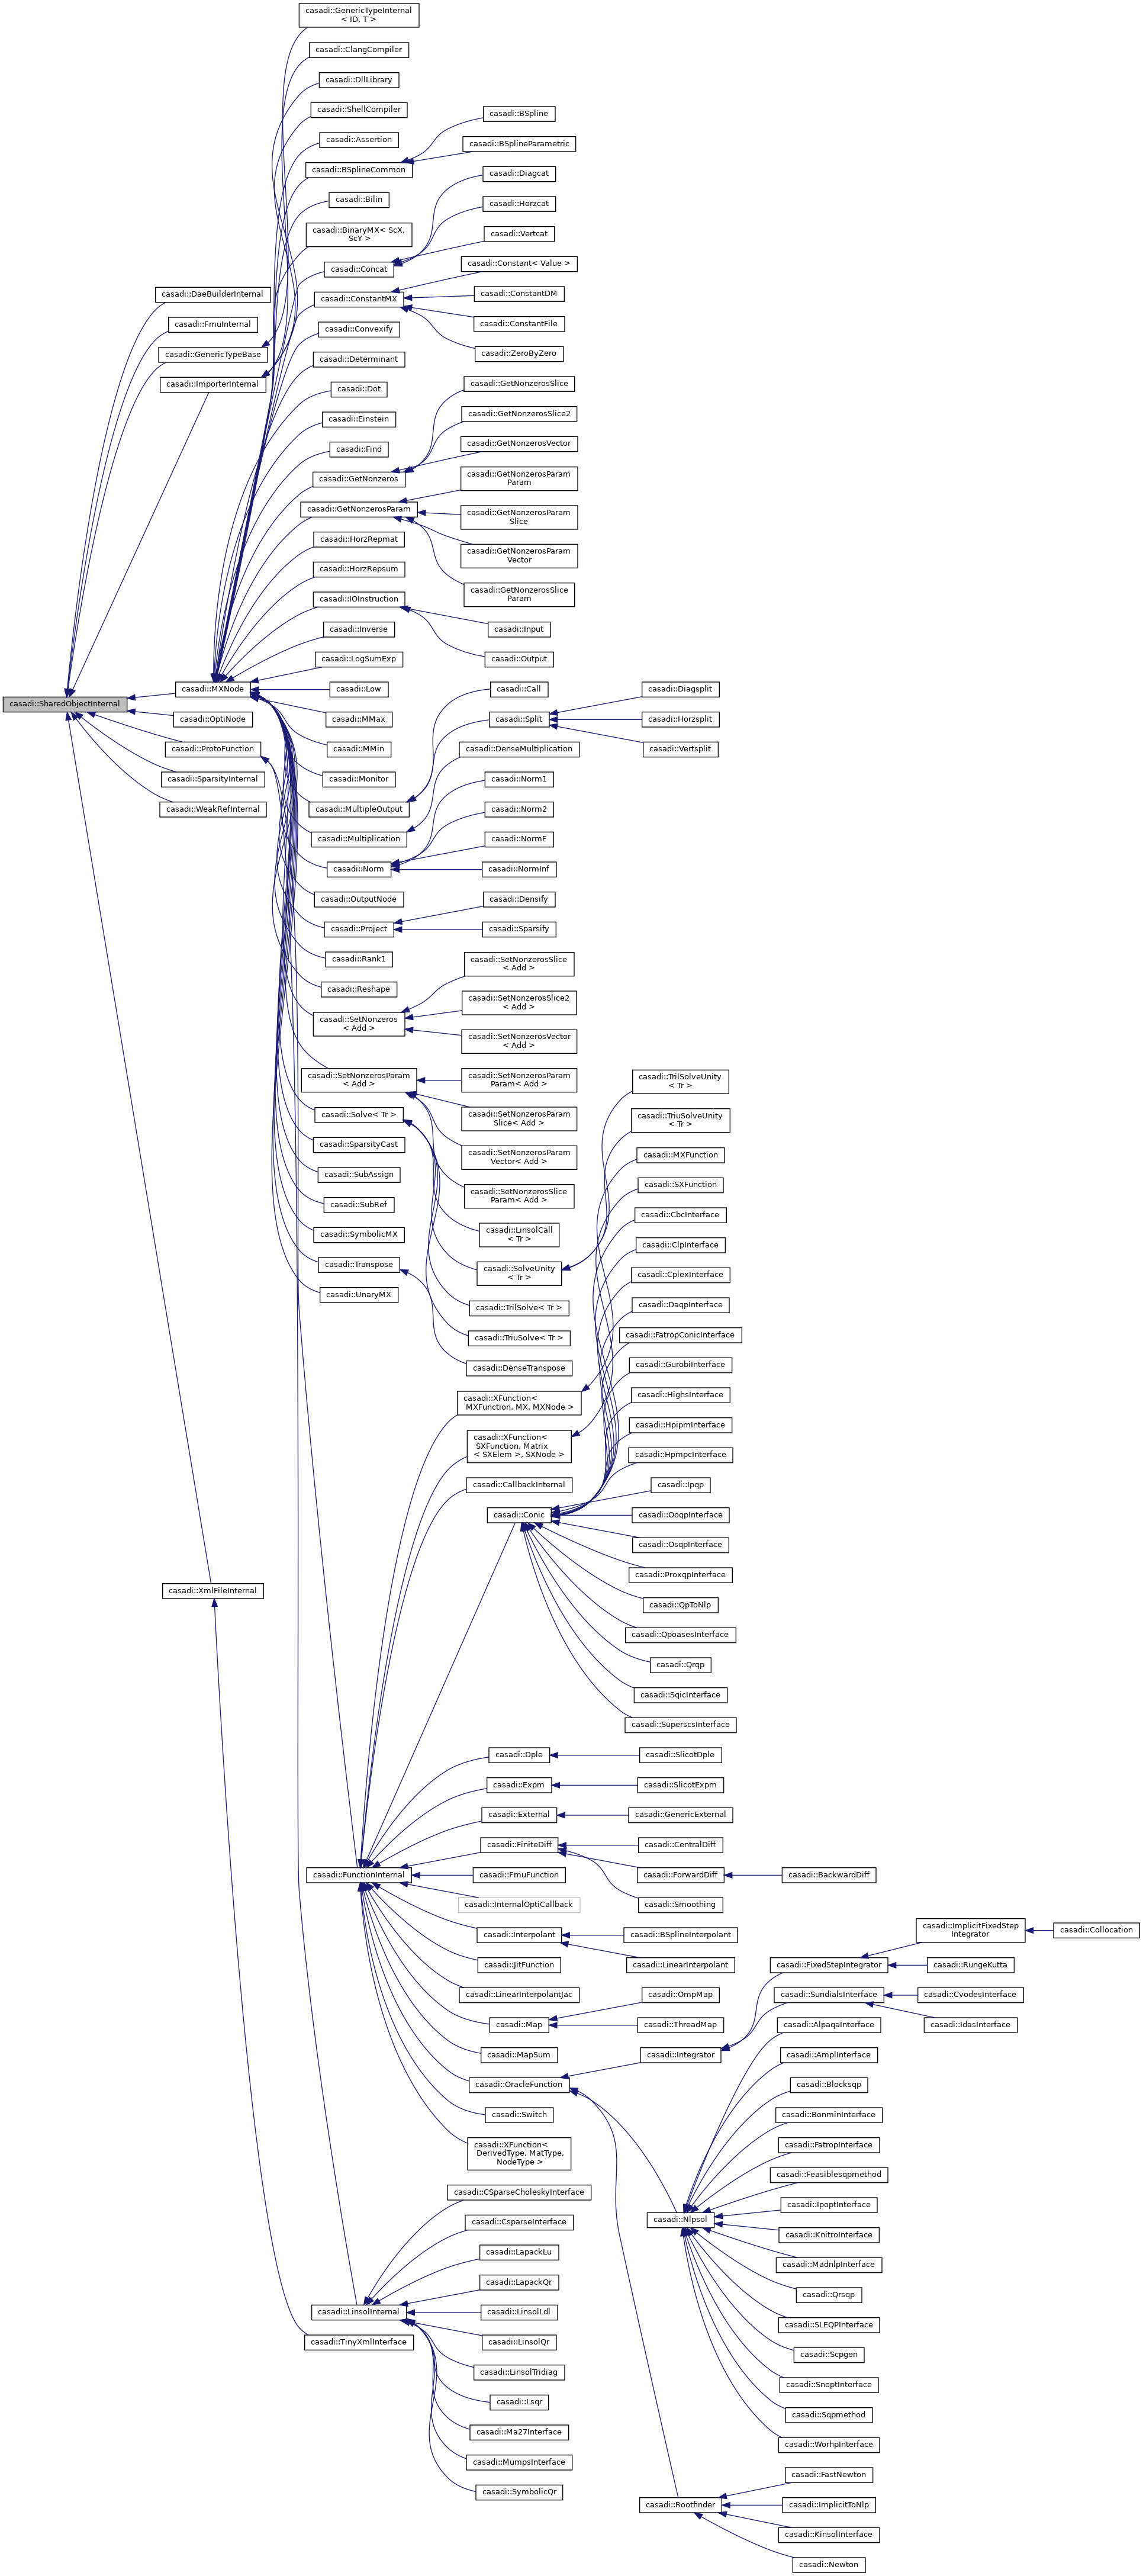 casadi::SharedObjectInternal
casadi::DaeBuilderInternal
casadi::FmuInternal
casadi::GenericTypeBase
casadi::ImporterInternal
casadi::MXNode
casadi::OptiNode
casadi::ProtoFunction
casadi::SparsityInternal
casadi::WeakRefInternal
casadi::XmlFileInternal
casadi::GenericTypeInternal
< ID, T >
casadi::ClangCompiler
casadi::DllLibrary
casadi::ShellCompiler
casadi::Assertion
casadi::BSplineCommon
casadi::Bilin
casadi::BinaryMX< ScX,
ScY >
casadi::Concat
casadi::ConstantMX
casadi::Convexify
casadi::Determinant
casadi::Dot
casadi::Einstein
casadi::Find
casadi::GetNonzeros
casadi::GetNonzerosParam
casadi::HorzRepmat
casadi::HorzRepsum
casadi::IOInstruction
casadi::Inverse
casadi::LogSumExp
casadi::Low
casadi::MMax
casadi::MMin
casadi::Monitor
casadi::MultipleOutput
casadi::Multiplication
casadi::Norm
casadi::OutputNode
casadi::Project
casadi::Rank1
casadi::Reshape
casadi::SetNonzeros
< Add >
casadi::SetNonzerosParam
< Add >
casadi::Solve< Tr >
casadi::SparsityCast
casadi::SubAssign
casadi::SubRef
casadi::SymbolicMX
casadi::Transpose
casadi::UnaryMX
casadi::FunctionInternal
casadi::LinsolInternal
casadi::TinyXmlInterface
casadi::BSpline
casadi::BSplineParametric
casadi::Diagcat
casadi::Horzcat
casadi::Vertcat
casadi::Constant< Value >
casadi::ConstantDM
casadi::ConstantFile
casadi::ZeroByZero
casadi::GetNonzerosSlice
casadi::GetNonzerosSlice2
casadi::GetNonzerosVector
casadi::GetNonzerosParam
Param
casadi::GetNonzerosParam
Slice
casadi::GetNonzerosParam
Vector
casadi::GetNonzerosSlice
Param
casadi::Input
casadi::Output
casadi::Call
casadi::Split
casadi::DenseMultiplication
casadi::Norm1
casadi::Norm2
casadi::NormF
casadi::NormInf
casadi::Densify
casadi::Sparsify
casadi::SetNonzerosSlice
< Add >
casadi::SetNonzerosSlice2
< Add >
casadi::SetNonzerosVector
< Add >
casadi::SetNonzerosParam
Param< Add >
casadi::SetNonzerosParam
Slice< Add >
casadi::SetNonzerosParam
Vector< Add >
casadi::SetNonzerosSlice
Param< Add >
casadi::LinsolCall
< Tr >
casadi::SolveUnity
< Tr >
casadi::TrilSolve< Tr >
casadi::TriuSolve< Tr >
casadi::DenseTranspose
casadi::XFunction<
MXFunction, MX, MXNode >
casadi::XFunction<
SXFunction, Matrix
< SXElem >, SXNode >
casadi::CallbackInternal
casadi::Conic
casadi::Dple
casadi::Expm
casadi::External
casadi::FiniteDiff
casadi::FmuFunction
casadi::InternalOptiCallback
casadi::Interpolant
casadi::JitFunction
casadi::LinearInterpolantJac
casadi::Map
casadi::MapSum
casadi::OracleFunction
casadi::Switch
casadi::XFunction<
DerivedType, MatType,
NodeType >
casadi::CSparseCholeskyInterface
casadi::CsparseInterface
casadi::LapackLu
casadi::LapackQr
casadi::LinsolLdl
casadi::LinsolQr
casadi::LinsolTridiag
casadi::Lsqr
casadi::Ma27Interface
casadi::MumpsInterface
casadi::SymbolicQr
casadi::Diagsplit
casadi::Horzsplit
casadi::Vertsplit
casadi::TrilSolveUnity
< Tr >
casadi::TriuSolveUnity
< Tr >
casadi::MXFunction
casadi::SXFunction
casadi::CbcInterface
casadi::ClpInterface
casadi::CplexInterface
casadi::DaqpInterface
casadi::FatropConicInterface
casadi::GurobiInterface
casadi::HighsInterface
casadi::HpipmInterface
casadi::HpmpcInterface
casadi::Ipqp
casadi::OoqpInterface
casadi::OsqpInterface
casadi::ProxqpInterface
casadi::QpToNlp
casadi::QpoasesInterface
casadi::Qrqp
casadi::SqicInterface
casadi::SuperscsInterface
casadi::SlicotDple
casadi::SlicotExpm
casadi::GenericExternal
casadi::CentralDiff
casadi::ForwardDiff
casadi::Smoothing
casadi::BSplineInterpolant
casadi::LinearInterpolant
casadi::OmpMap
casadi::ThreadMap
casadi::Integrator
casadi::Nlpsol
casadi::Rootfinder
casadi::BackwardDiff
casadi::FixedStepIntegrator
casadi::SundialsInterface
casadi::AlpaqaInterface
casadi::AmplInterface
casadi::Blocksqp
casadi::BonminInterface
casadi::FatropInterface
casadi::Feasiblesqpmethod
casadi::IpoptInterface
casadi::KnitroInterface
casadi::MadnlpInterface
casadi::Qrsqp
casadi::SLEQPInterface
casadi::Scpgen
casadi::SnoptInterface
casadi::Sqpmethod
casadi::WorhpInterface
casadi::FastNewton
casadi::ImplicitToNlp
casadi::KinsolInterface
casadi::Newton
casadi::ImplicitFixedStep
Integrator
casadi::RungeKutta
casadi::CvodesInterface
casadi::IdasInterface
casadi::Collocation